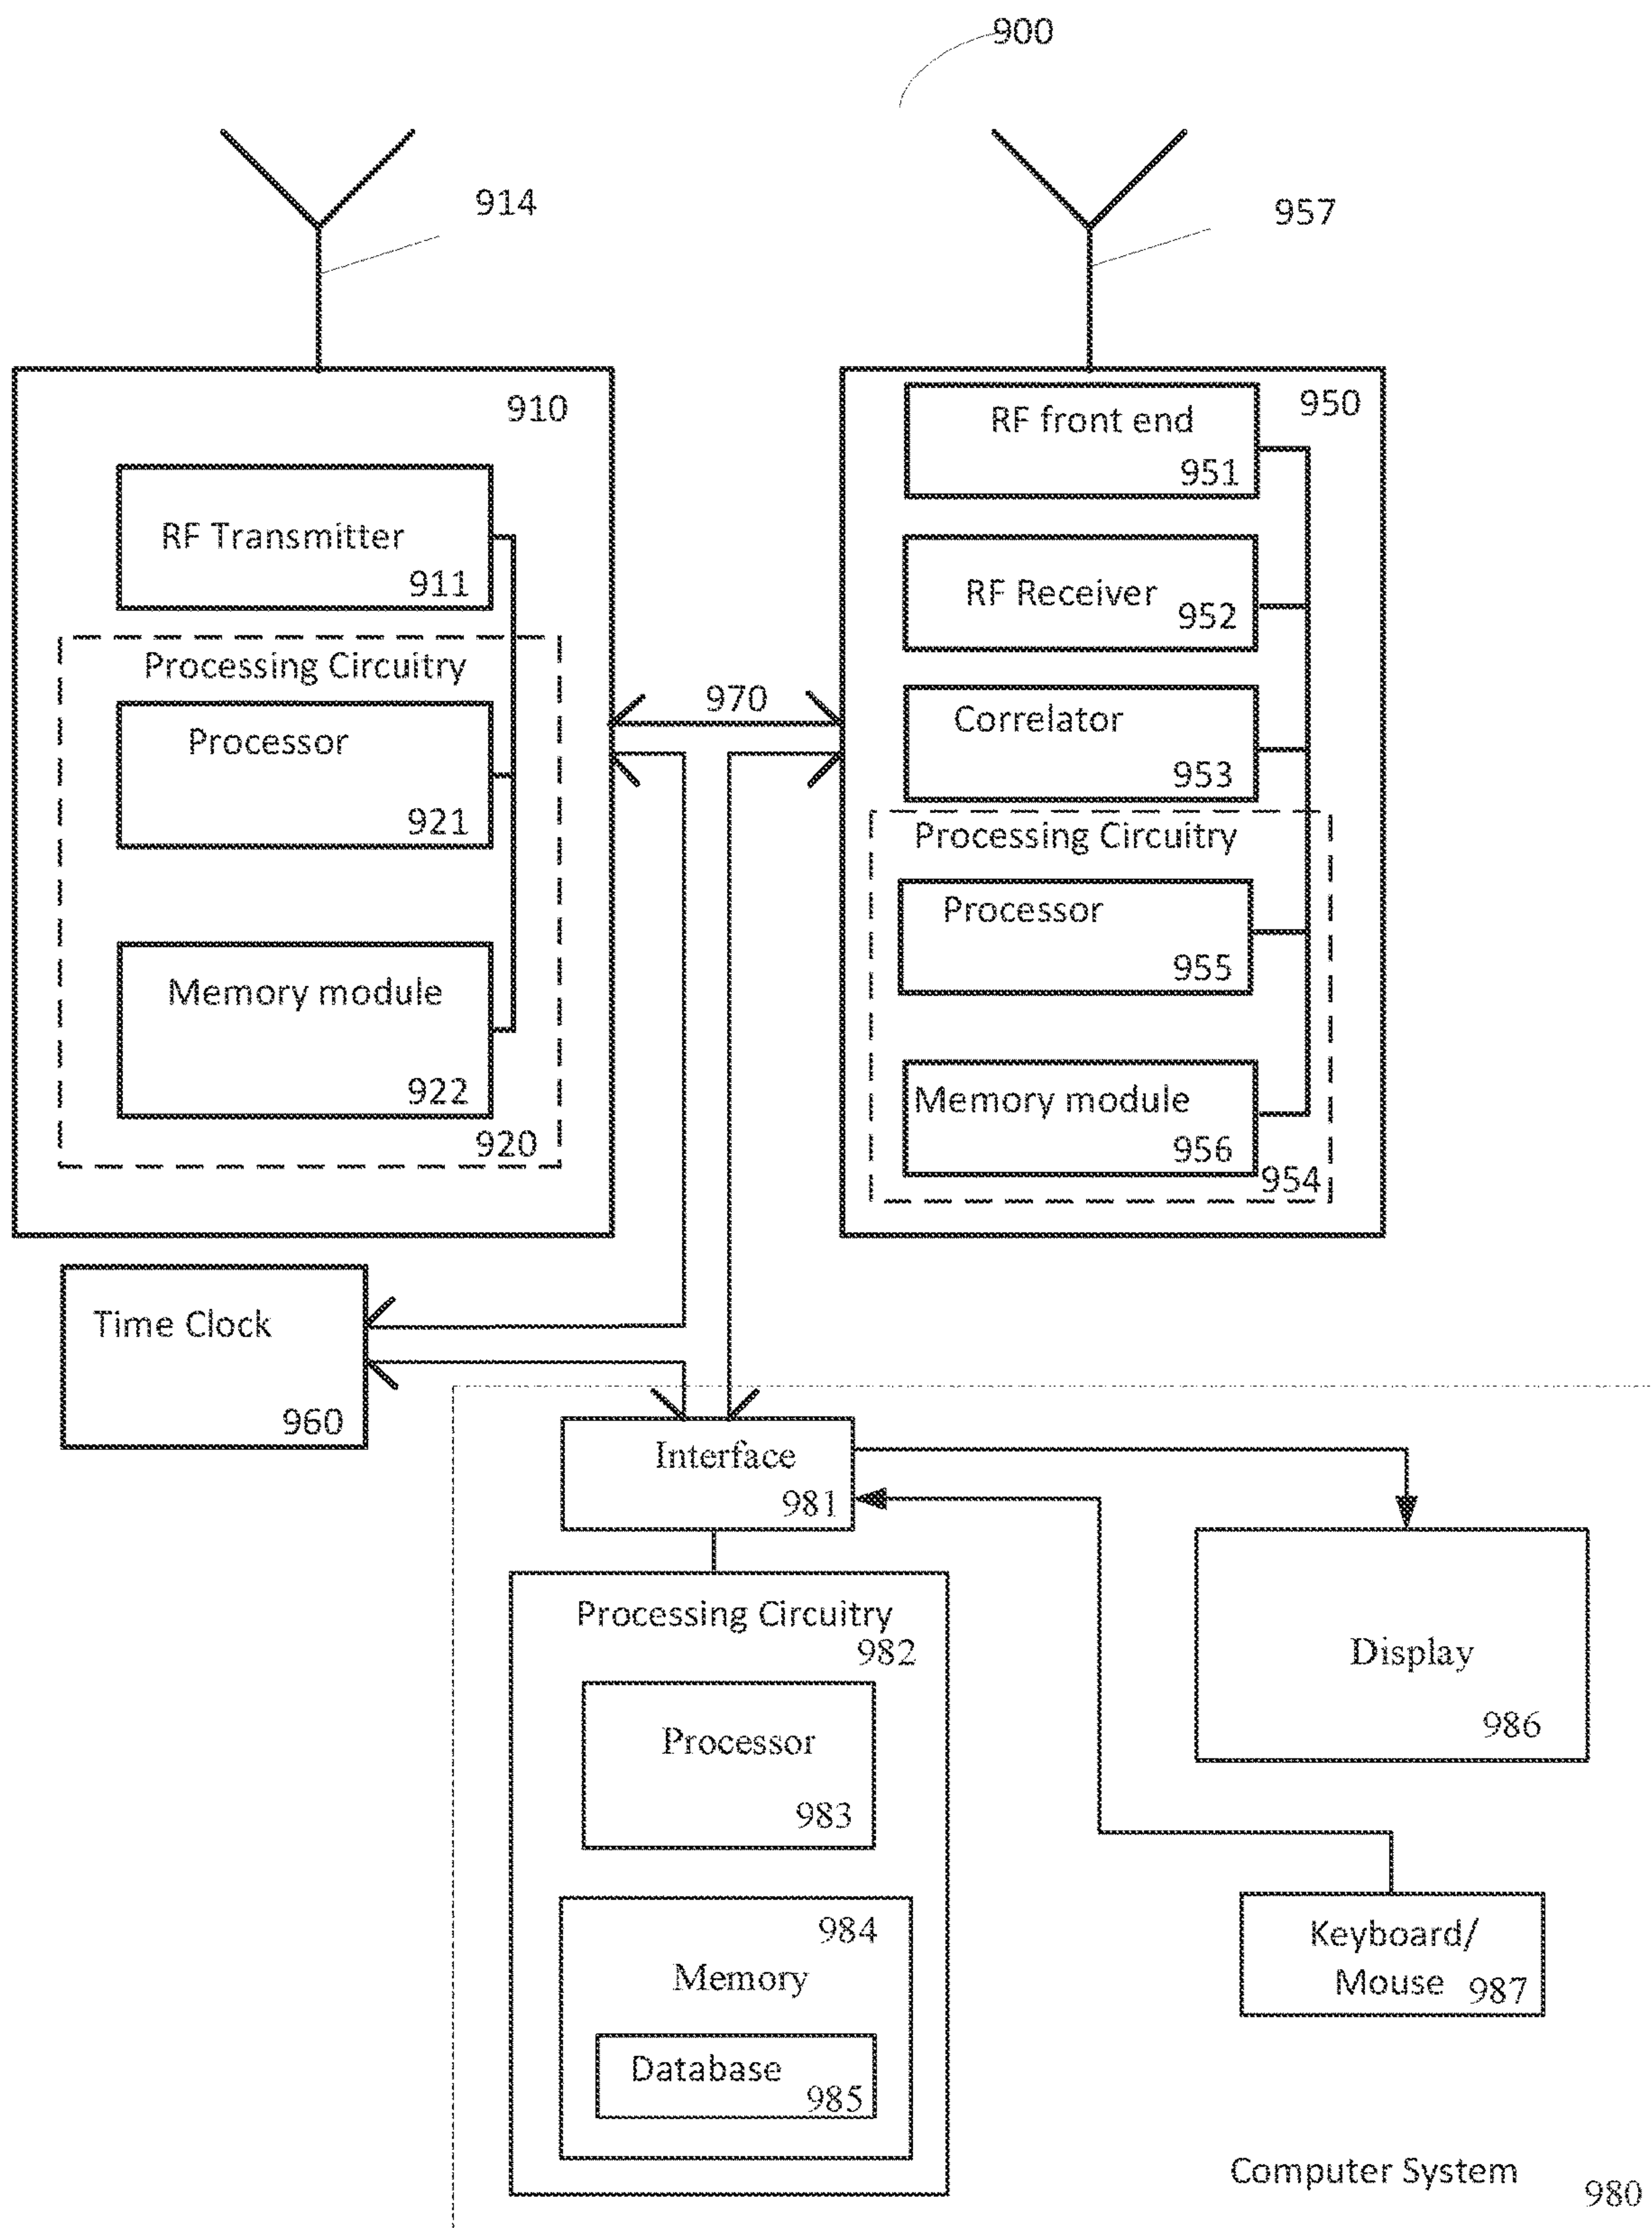 900
914
957
910
RF Transmitter
911
Processing Circuitry
Processor
921
Memory module
922
920
970
950
RF front end
951
RF Receiver
952
Correlator
953
Processing Circuitry
Processor
955
Memory module
956
954
Time Clock
960
Interface
981
Processing Circuitry
982
Processor
983
984
Memory
Database
985
Display
986
Keyboard/
Mouse 987
Computer System
980